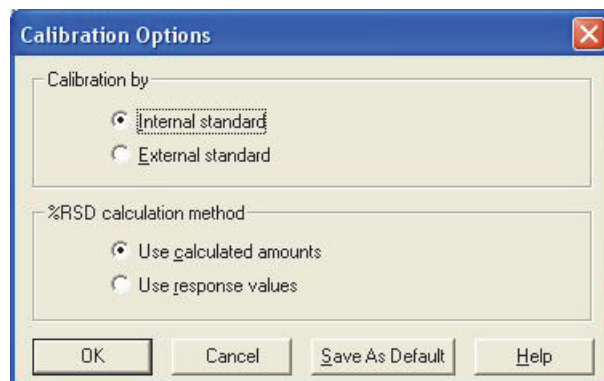 Calibration Options
Calibration by
Internal standard
External standard
%RSD calculation method
Use calculated amounts
Use response values
OK Cancel Save As Default Help